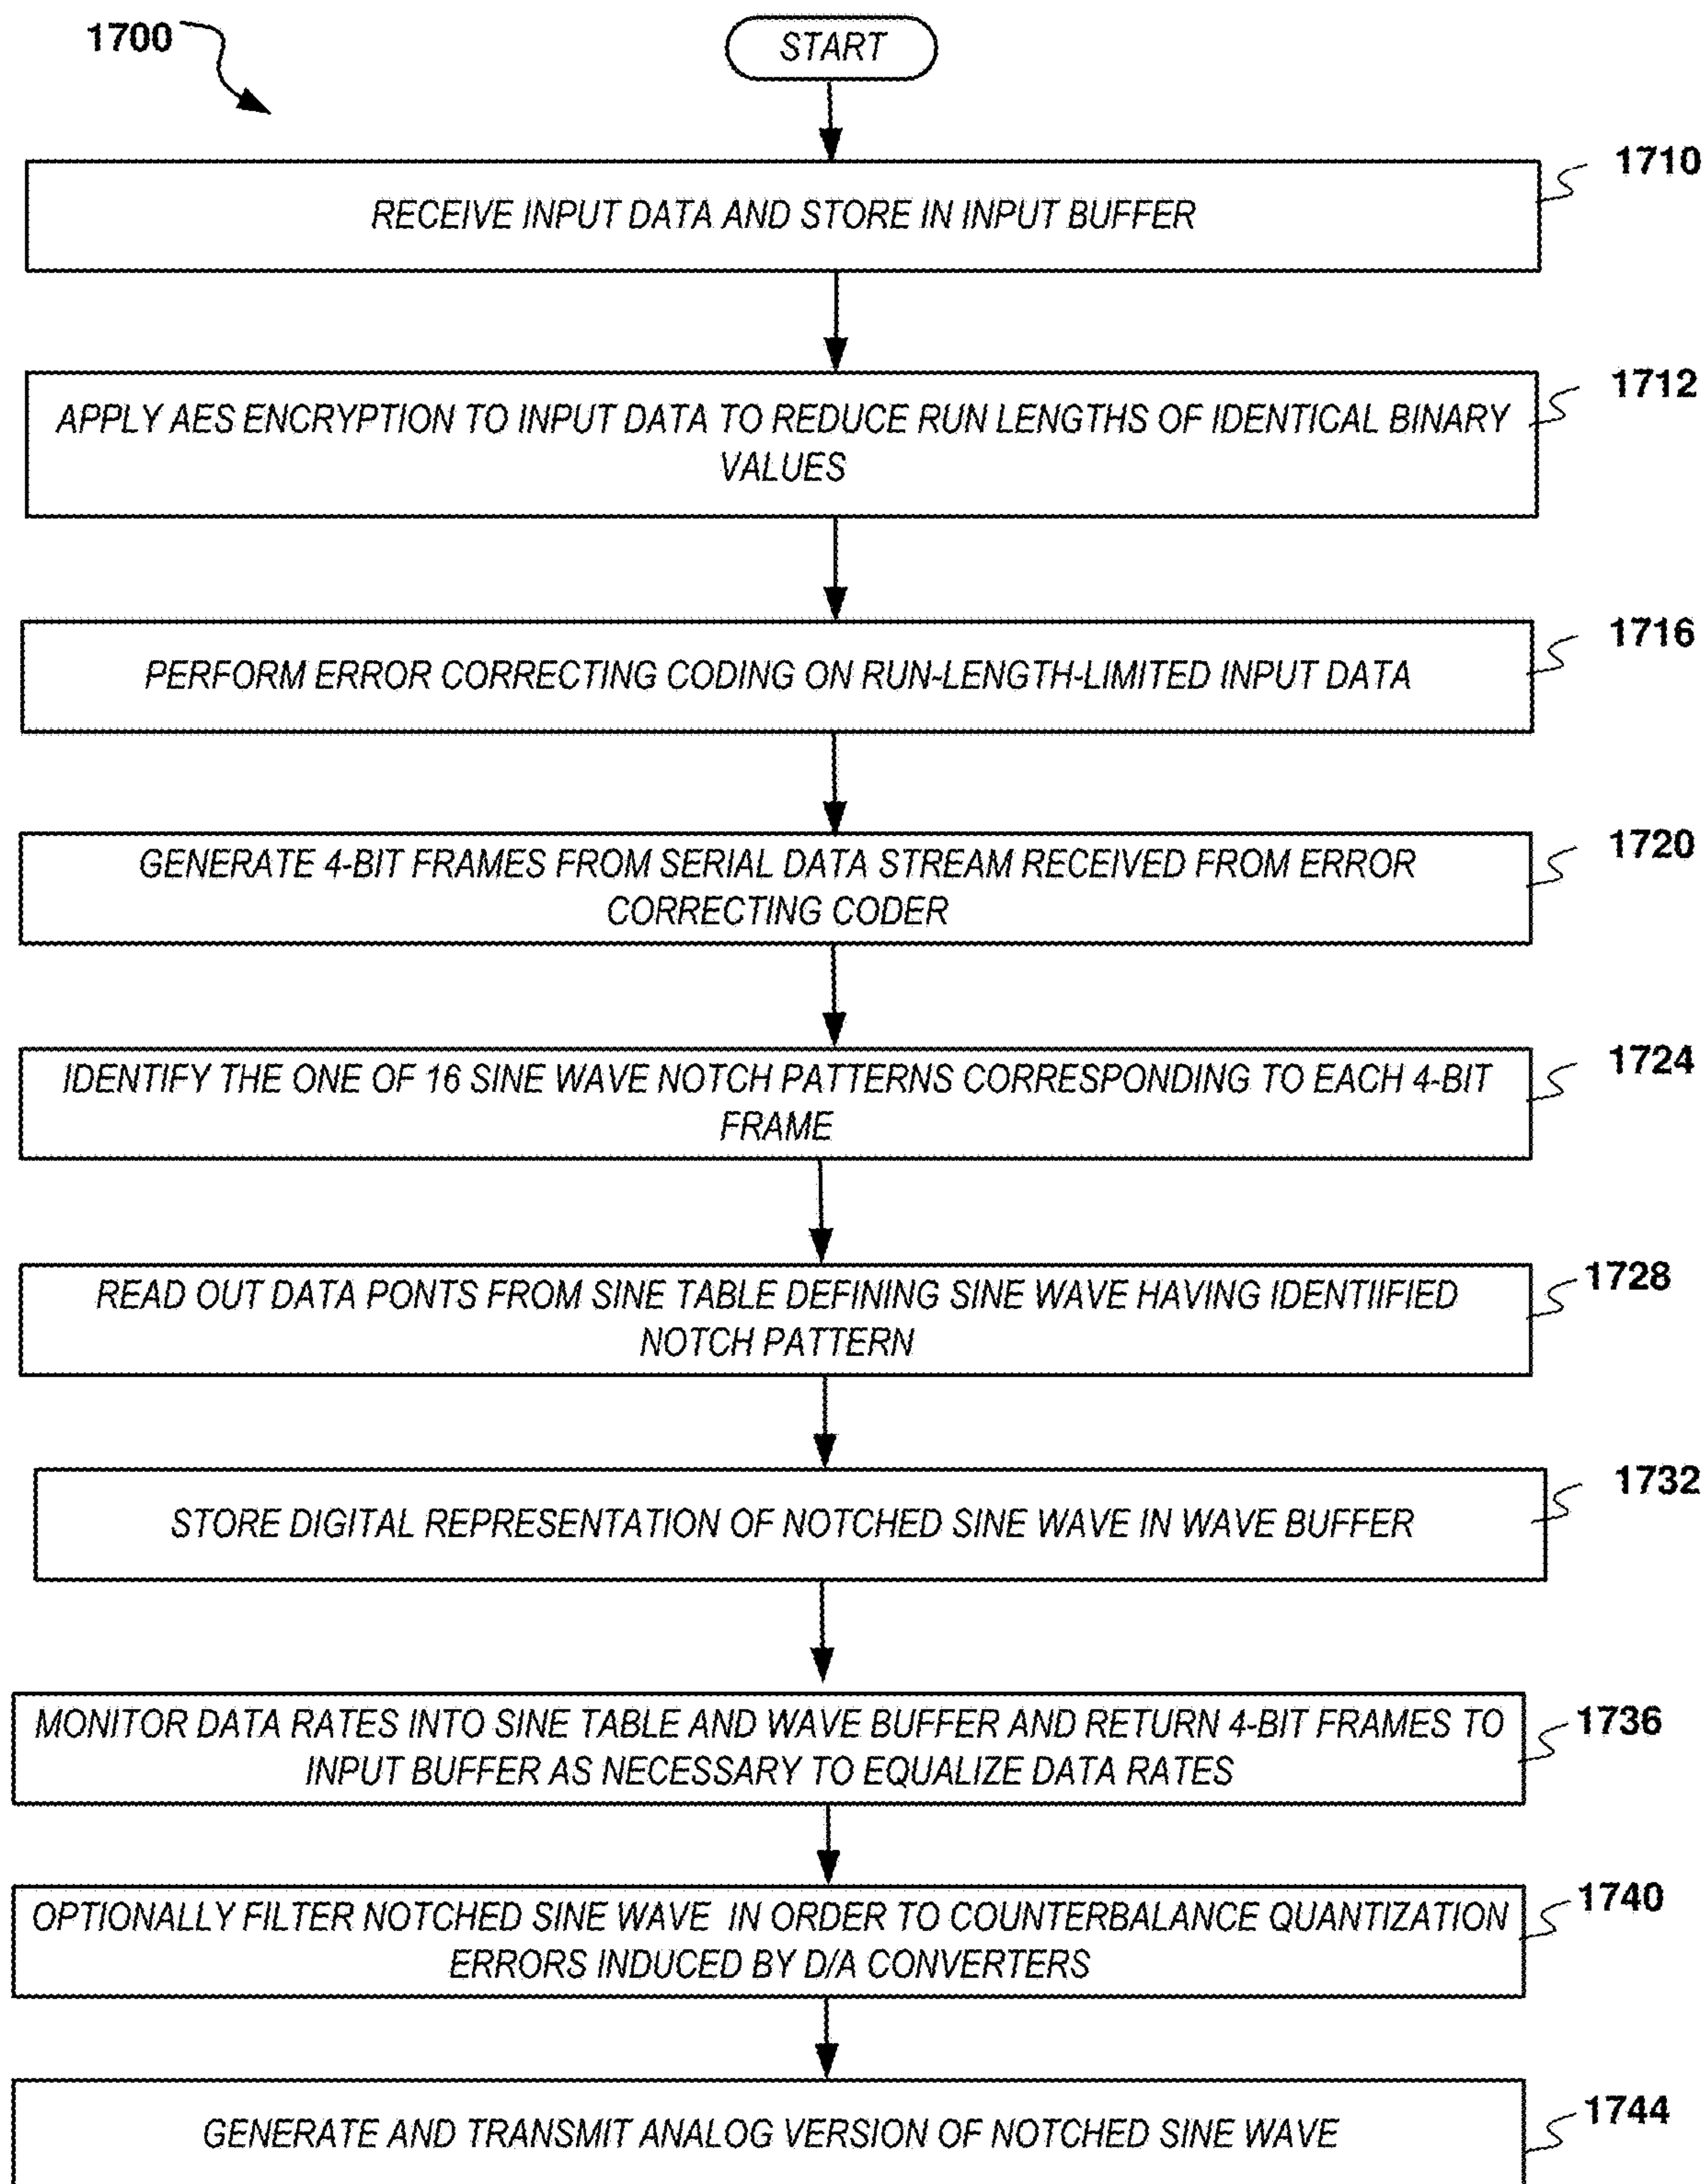 1700
START
1710
RECEIVE INPUT DATA AND STORE IN INPUT BUFFER
1712
APPLY AES ENCRYPTION TO INPUT DATA TO REDUCE RUN LENGTHS OF IDENTICAL BINARY
VALUES
1716
PERFORM ERROR CORRECTING CODING ON RUN-LENGTH-LIMITED INPUT DATA
1720
GENERATE 4-BIT FRAMES FROM SERIAL DATA STREAM RECEIVED FROM ERROR
CORRECTING CODER
1724
IDENTIFY THE ONE OF 16 SINE WAVE NOTCH PATTERNS CORRESPONDING TO EACH 4-BIT
FRAME
1728
READ OUT DATA PONTS FROM SINE TABLE DEFINING SINE WAVE HAVING IDENTIIFIED
NOTCH PATTERN
1732
STORE DIGITAL REPRESENTATION OF NOTCHED SINE WAVE IN WAVE BUFFER
1736
MONITOR DATA RATES INTO SINE TABLE AND WAVE BUFFER AND RETURN 4-BIT FRAMES TO
INPUT BUFFER AS NECESSARY TO EQUALIZE DATA RATES
1740
OPTIONALLY FILTER NOTCHED SINE WAVE IN ORDER TO COUNTERBALANCE QUANTIZATION
ERRORS INDUCED BY D/A CONVERTERS
1744
GENERATE AND TRANSMIT ANALOG VERSION OF NOTCHED SINE WAVE